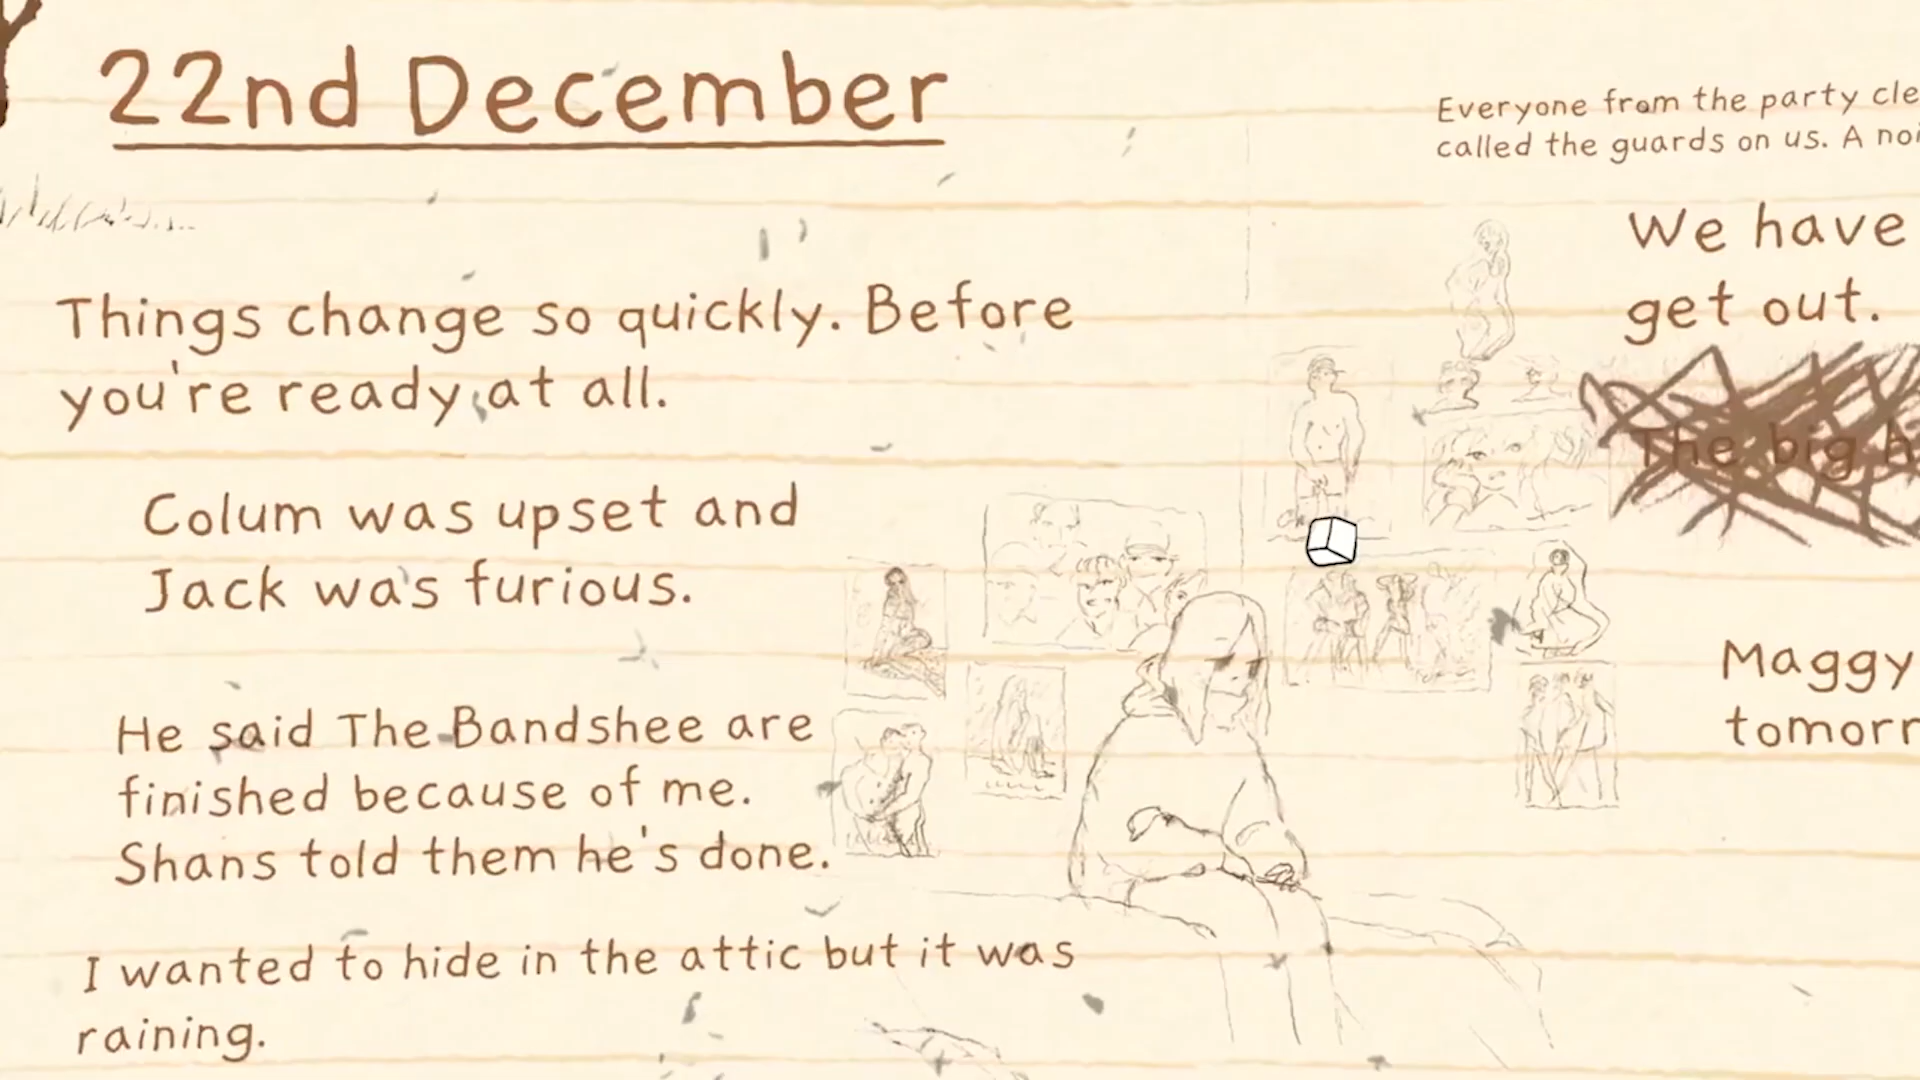 22nd December
Things change so quickly. Before
you're ready at all.
Colum was upset and
Jack was furious.
He said The Bandshee are
finished because of me.
Shans told them he's done.
I wanted to hide in the attic but it was
raining.
Everyone from the party
called the guards on us. A
We have
get out.
The big
Maggy